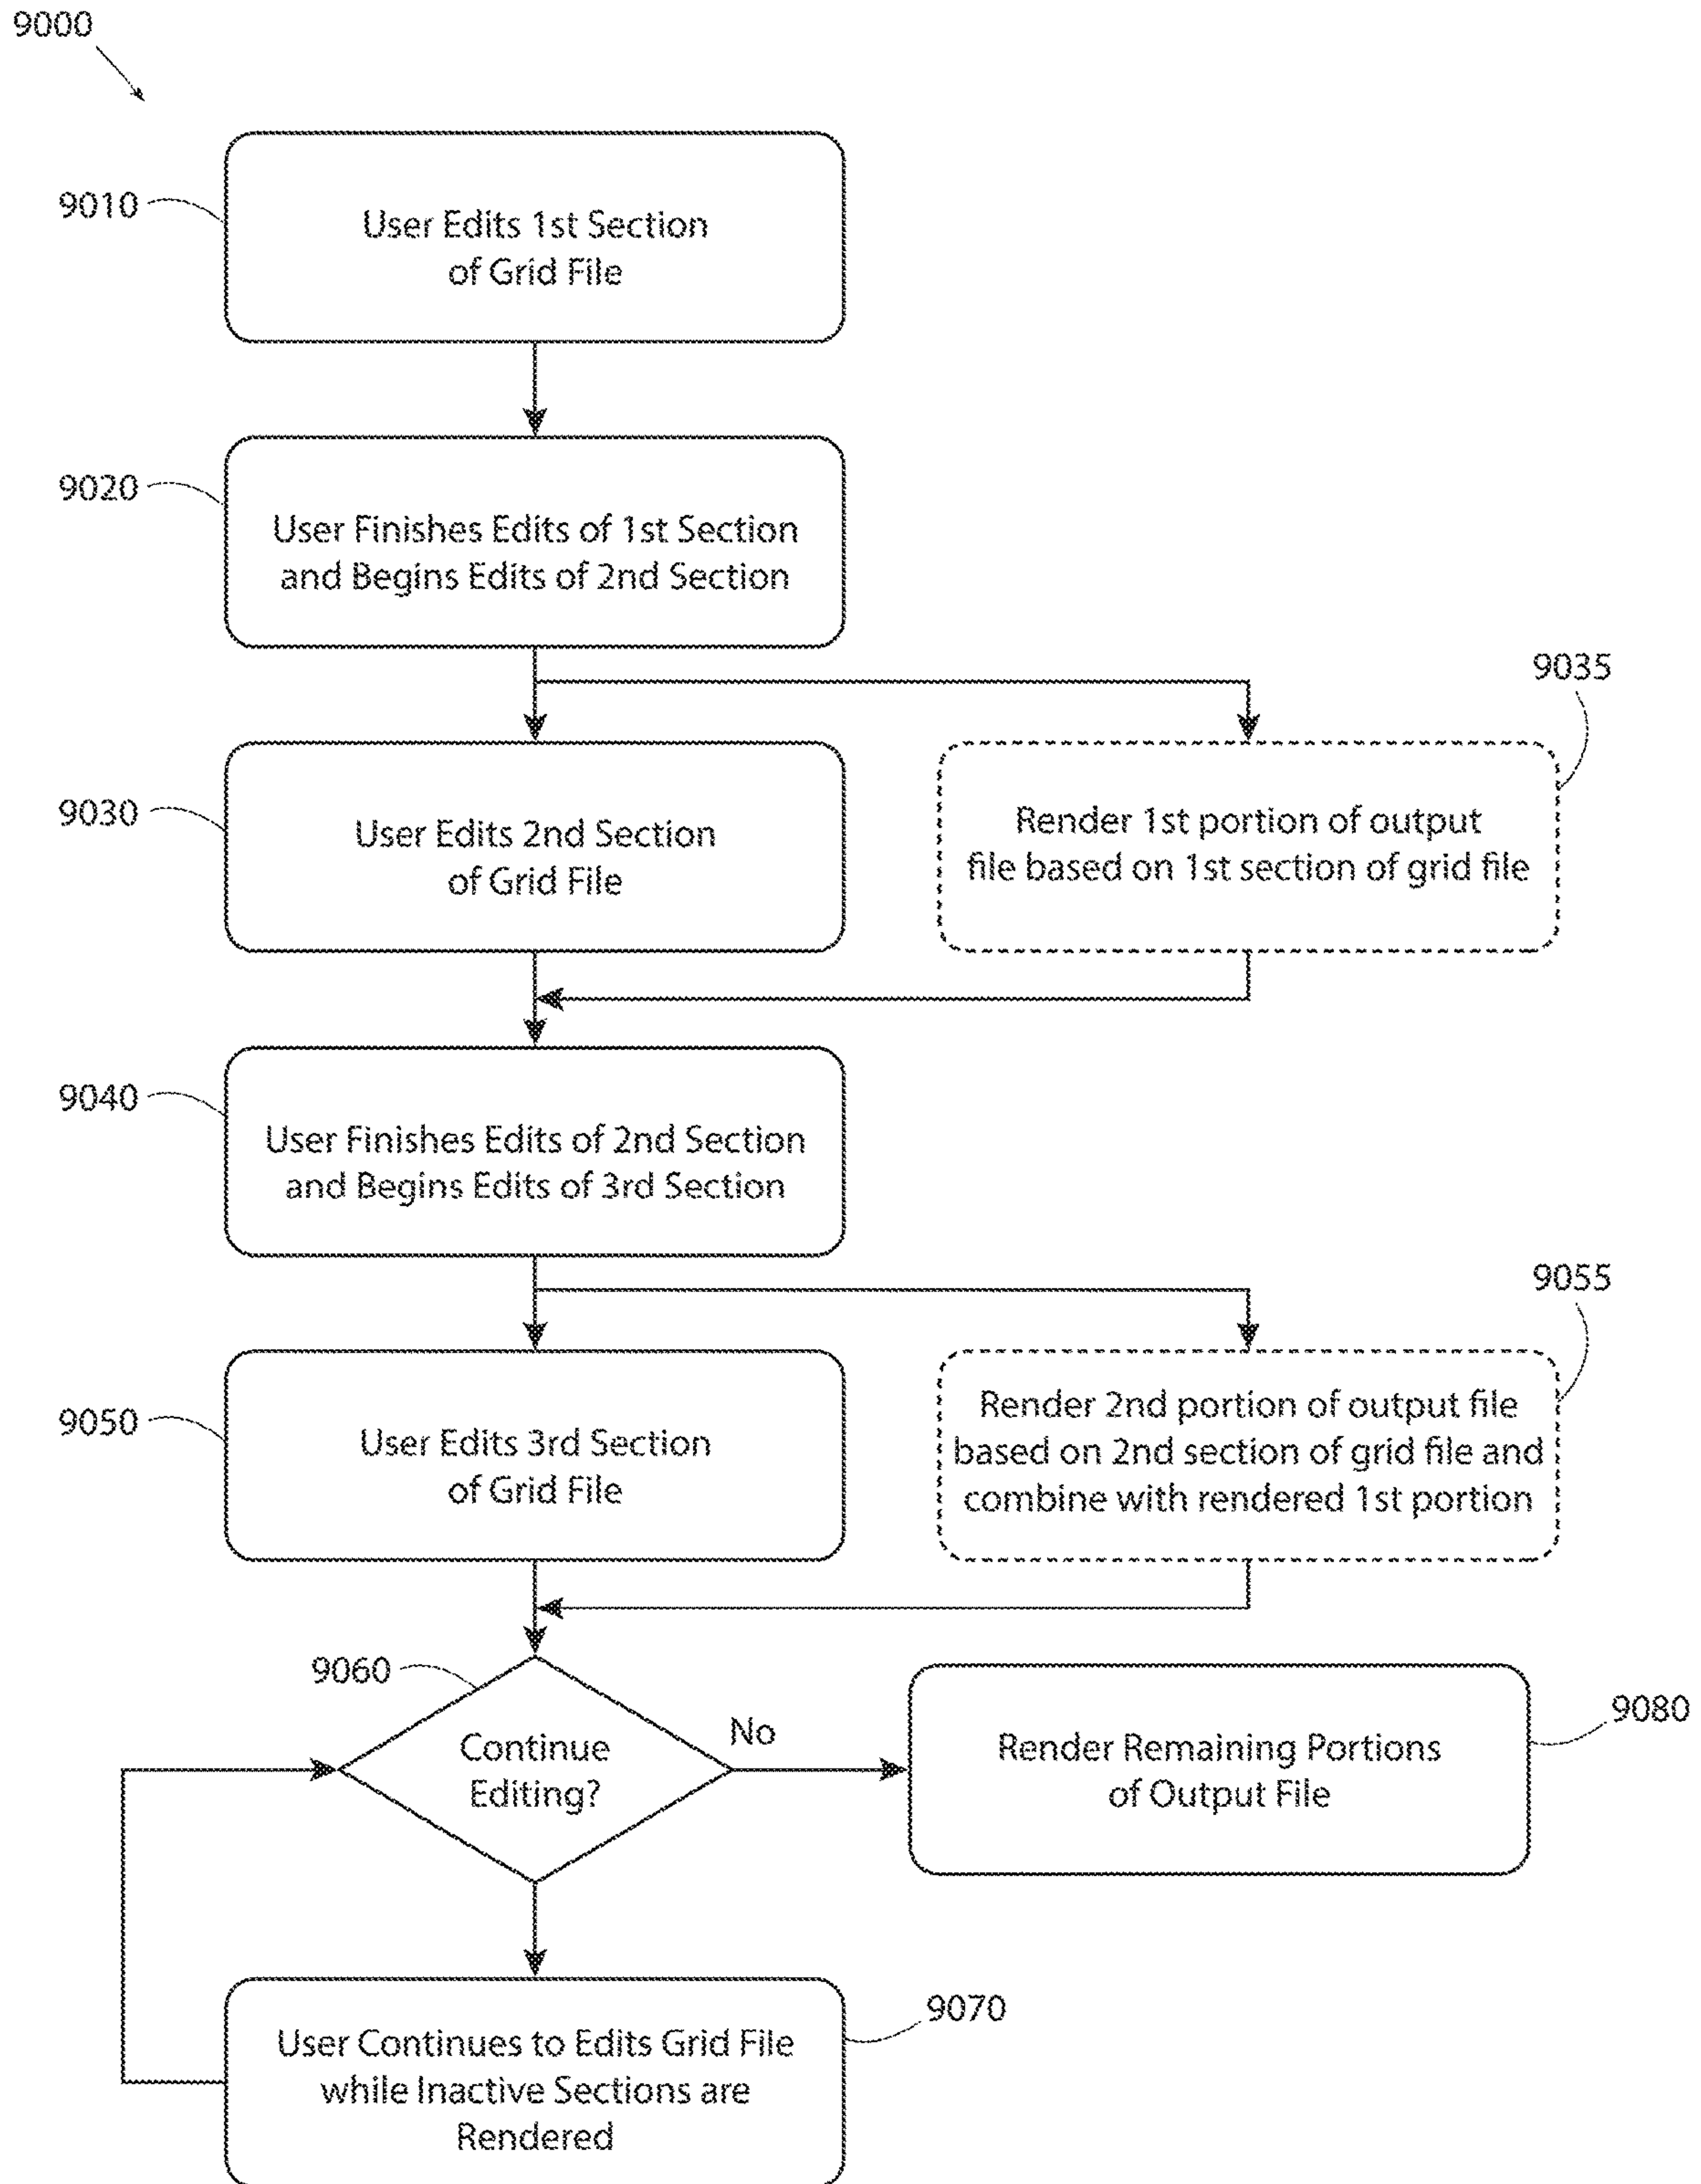 9000
9010
User Edits 1st Section
of Grid File
9020
User Finishes Edits of 1st Section
and Begins Edits of 2nd Section
9035
9030
User Edits 2nd Section
of Grid File
Render 1st portion of output
file based on 1st section of grid file
9040
User Finishes Edits of 2nd Section
and Begins Edits of 3rd Section
9055
9050
User Edits 3rd Section
of Grid File
Render 2nd portion of output file
based on 2nd section of grid file and
combine with rendered 1st portion
9060
Continue
Editing?
No
9080
Render Remaining Portions
of Output File
9070
User Continues to Edits Grid File
while Inactive Sections are
Rendered